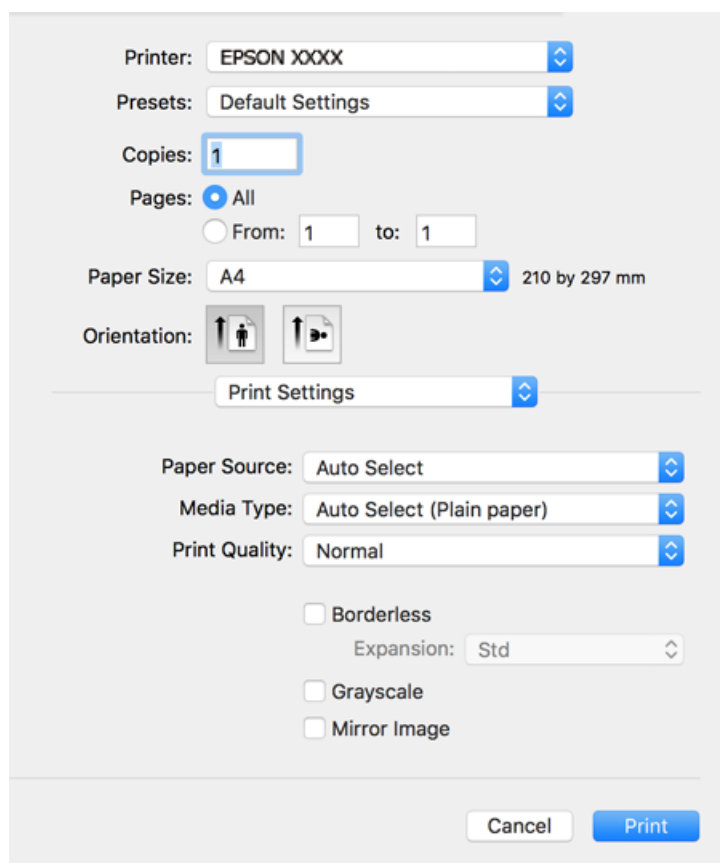 Printer: EPSON XXXX
Presets: Default Settings
Copies: 1
Pages: All
From: 1 to: 1
Paper Size: A4 210 by 297 mm
Orientation:
Print Settings
Paper Source: Auto Select
Media Type: Auto Select (Plain paper)
Print Quality: Normal
Borderless
Expansion: Std
Grayscale
Mirror Image
Cancel Print